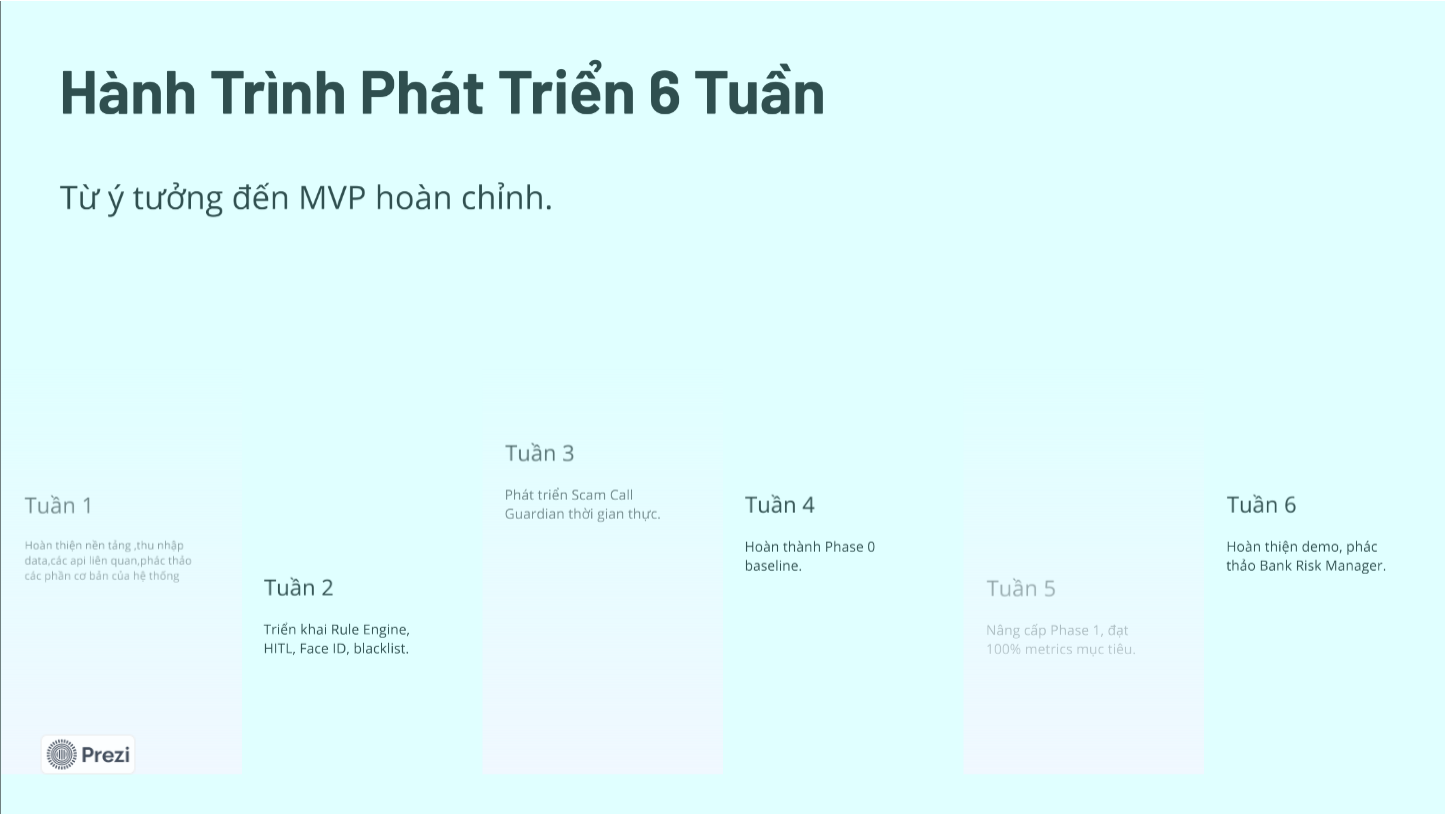 Hành Trình Phát Triển 6 Tuần
Từ ý tưởng đến MVP hoàn chỉnh.
Tuần 1
Hoàn thiện nền tảng ,thu nhập
data,các api liên quan,phác thảo
các phần cơ bản của hệ thống
Tuần 2
Triển khai Rule Engine,
HITL, Face ID, blacklist.
Tuần 3
Phát triển Scam Call
Guardian thời gian thực.
Tuần 4
Hoàn thành Phase 0
baseline.
Tuần 5
Nâng cấp Phase 1, đạt
100% metrics mục tiêu.
Tuần 6
Hoàn thiện demo, phác
thảo Bank Risk Manager.
Prezi